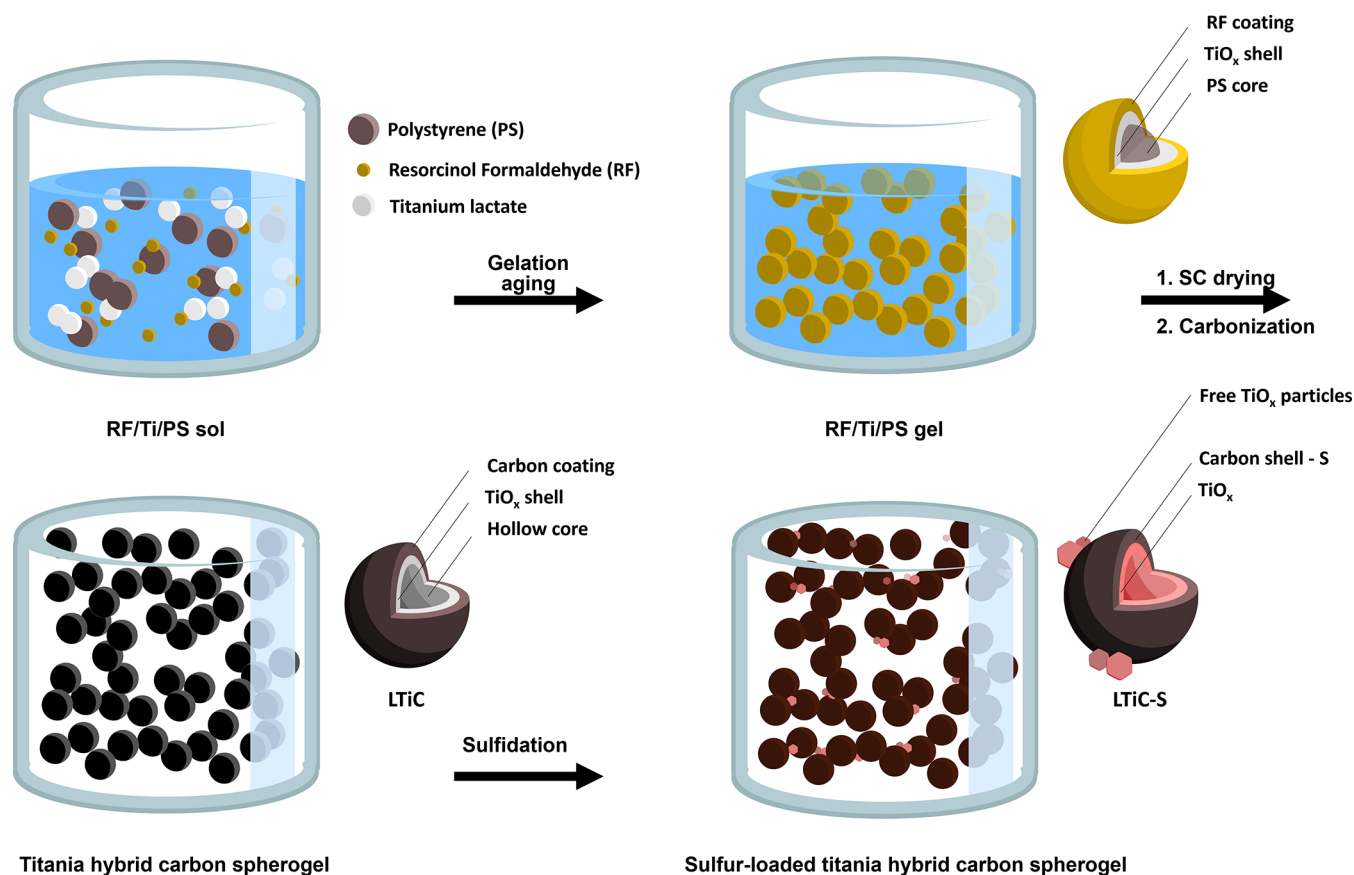 Polystyrene (PS)
Resorcinol Formaldehyde (RF)
Titanium lactate
RF/Ti/PS sol
Gelation
aging
RF coating
TiOₓ shell
PS core
RF/Ti/PS gel
1. SC drying
2. Carbonization
Carbon coating
TiOₓ shell
Hollow core
LTiC
Titania hybrid carbon spherogel
Sulfidation
Free TiOₓ particles
Carbon shell - S
TiOₓ
LTiC-S
Sulfur-loaded titania hybrid carbon spherogel